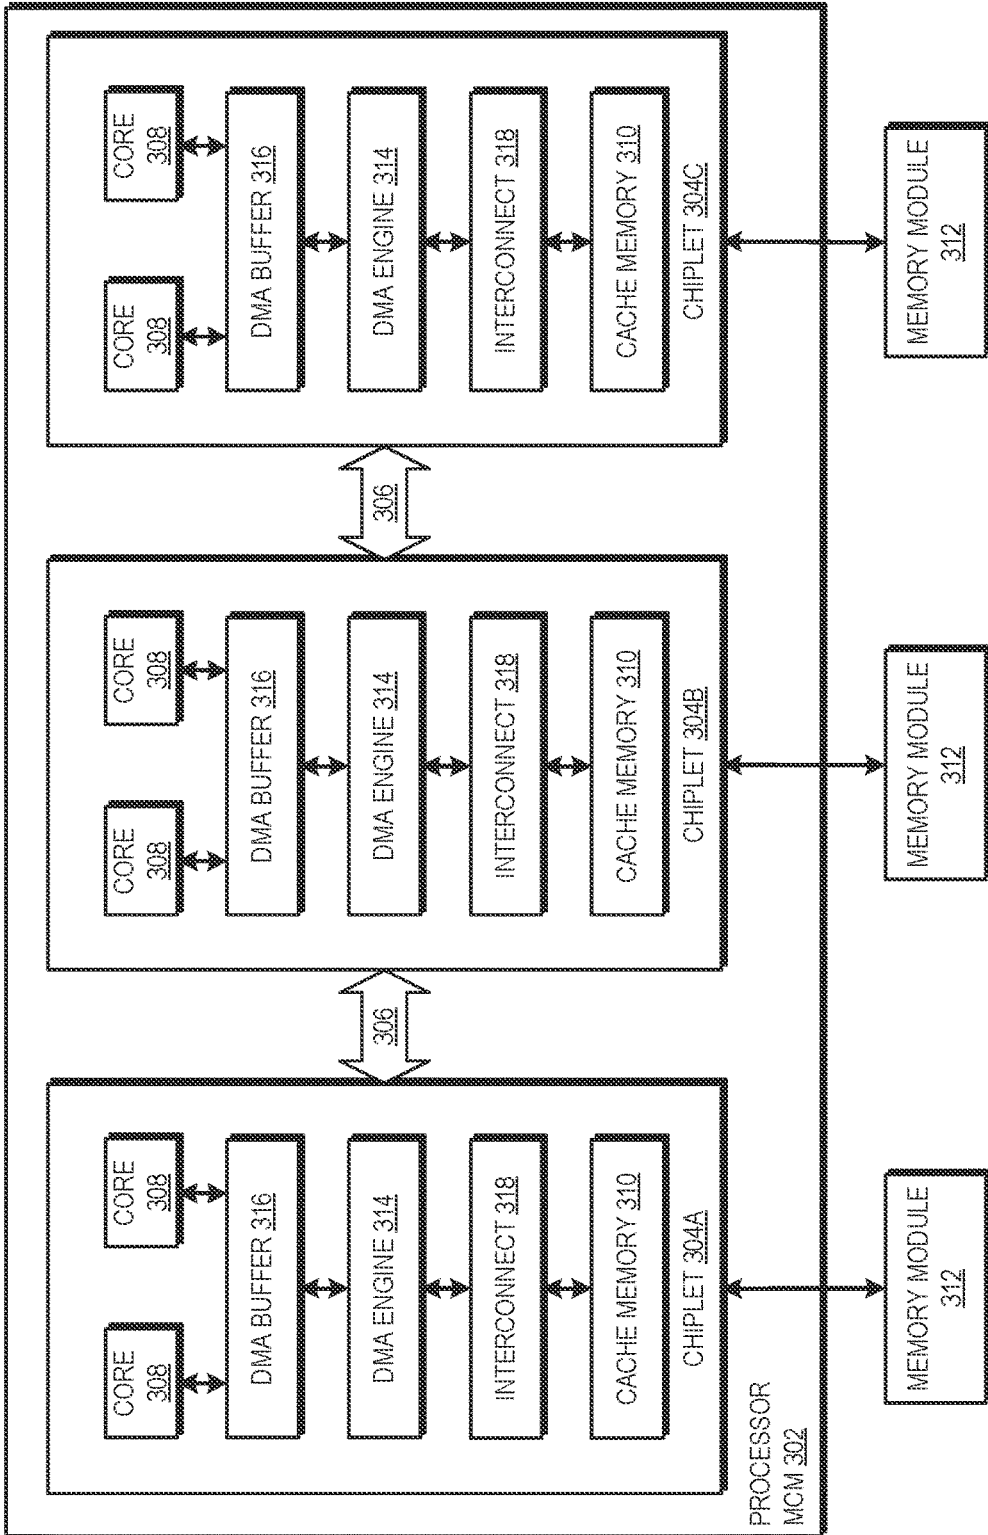 CORE
308
CORE
308
DMA BUFFER 316
DMA ENGINE 314
INTERCONNECT 318
CACHE MEMORY 310
CHIPLET 304A
306
CORE
308
CORE
308
DMA BUFFER 316
DMA ENGINE 314
INTERCONNECT 318
CACHE MEMORY 310
CHIPLET 304B
306
CORE
308
CORE
308
DMA BUFFER 316
DMA ENGINE 314
INTERCONNECT 318
CACHE MEMORY 310
CHIPLET 304C
PROCESSOR
MCM 302
MEMORY MODULE
312
MEMORY MODULE
312
MEMORY MODULE
312